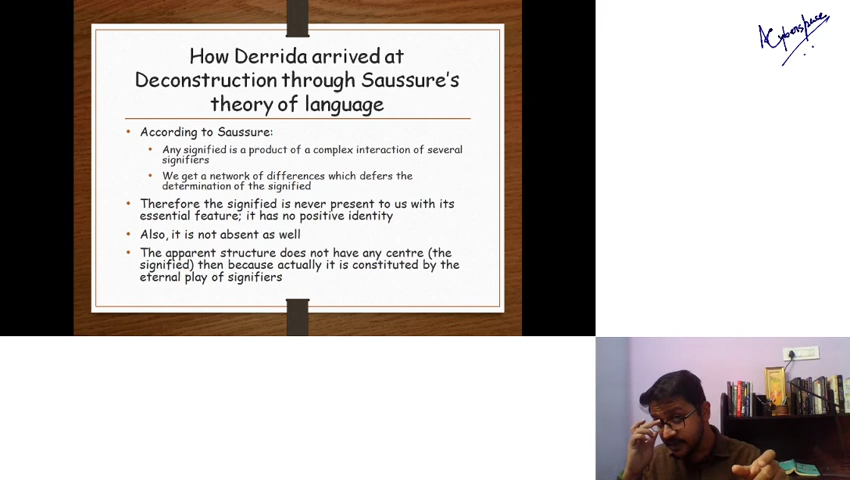 How Derrida arrived at
Deconstruction through Saussure's
theory of language
• According to Saussure:
• Any signified is a product of a complex interaction of several
signifiers
• We get a network of differences which defers the
determination of the signified
• Therefore the signified is never present to us with its
essential feature; it has no positive identity
• Also, it is not absent as well
• The apparent structure does not have any centre (the
signified) then because actually it is constituted by the
eternal play of signifiers
Cyberspace